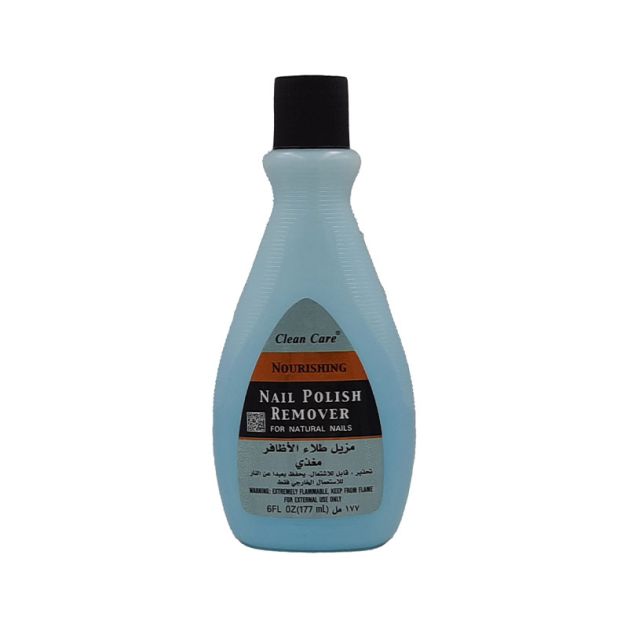 Clean Care®
NOURISHING
NAIL POLISH
REMOVER
FOR NATURAL NAILS
مزيل طلاء الأظافر
مغذي
تحذير - قابل للاشتعال. يحفظ بعيدا عن النار
للاستعمال الخارجي فقط
WARNING: EXTREMELY FLAMMABLE, KEEP FROM FLAME
FOR EXTERNAL USE ONLY
6FL OZ(177 mL) ١٧٧ مل